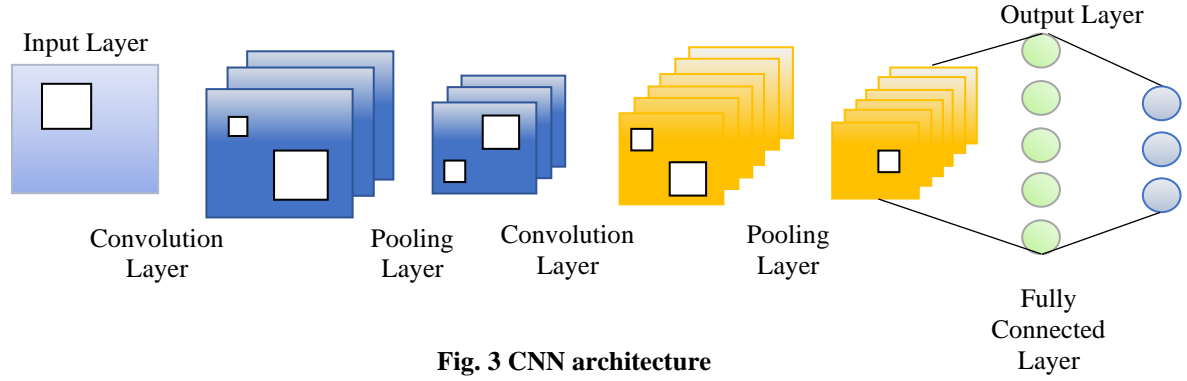 Output Layer
Input Layer
Convolution
Layer
Pooling
Layer
Convolution
Layer
Pooling
Layer
Fully
Connected
Layer
Fig. 3 CNN architecture